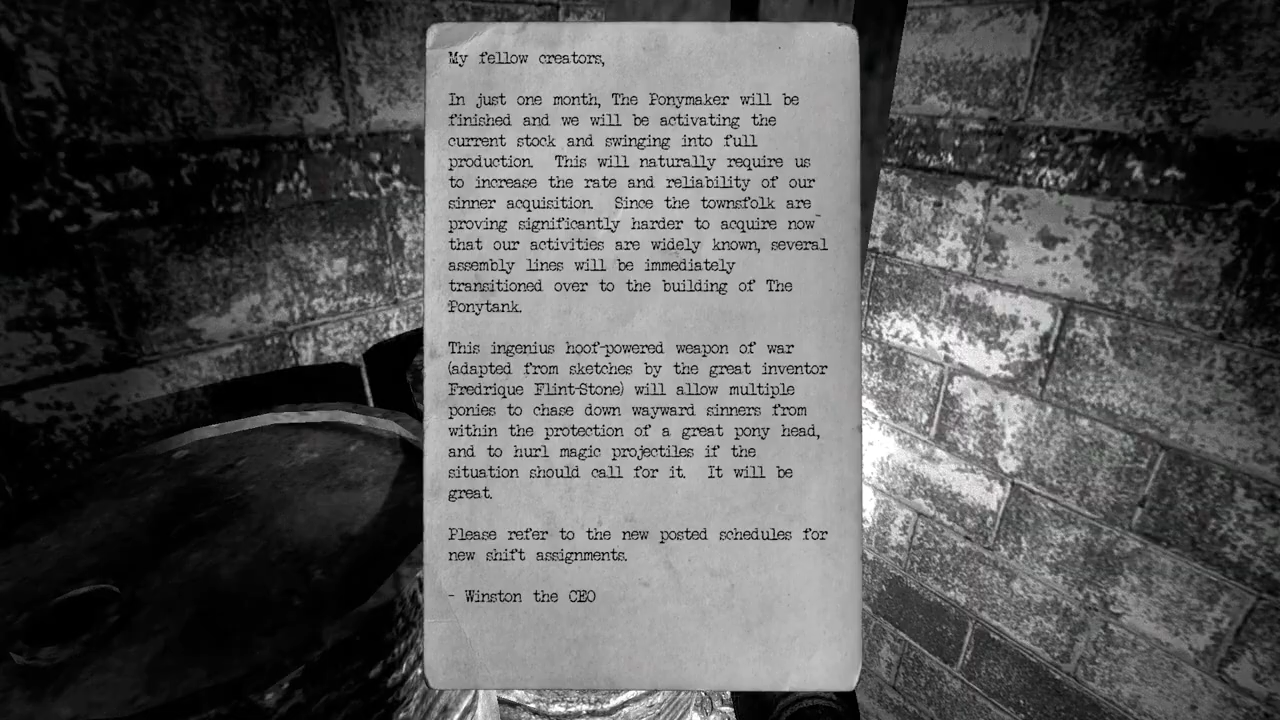 My fellow creators,
In just one month, The Ponymaker will be
finished and we will be activating the
current stock and swinging into full
production.  This will naturally require us
to increase the rate and reliability of our
sinner acquisition.  Since the townsfolk are
proving significantly harder to acquire now
that our activities are widely known, several
assembly lines will be immediately
transitioned over to the building of The
Ponytank.
This ingenius hoof-powered weapon of war
(adapted from sketches by the great inventor
Fredrique Flint-Stone) will allow multiple
ponies to chase down wayward sinners from
within the protection of a great pony head,
and to hurl magic projectiles if the
situation should call for it.  It will be
great.
Please refer to the new posted schedules for
new shift assignments.
- Winston the CEO